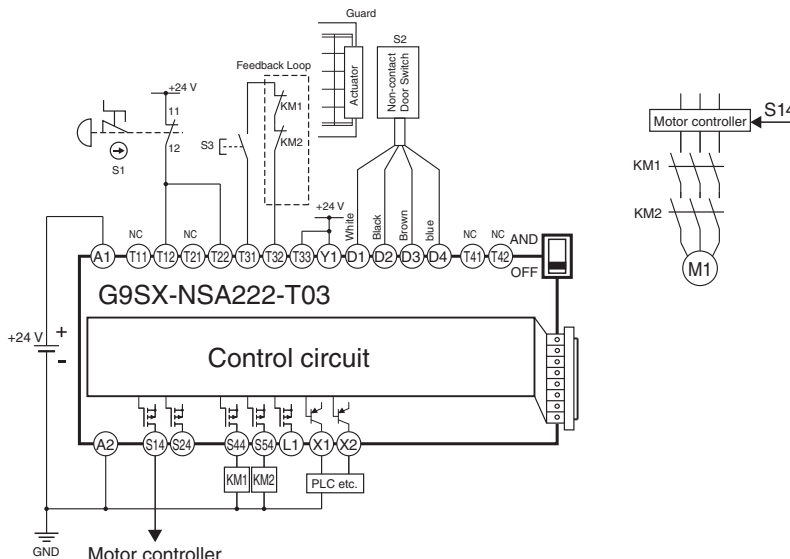 Guard
Feedback Loop
S2
+24 V
Actuator
Non-contact
Door Switch
11
KM1
Motor controller
S14
12
S3
KM2
S1
KM1
+24 V
White
Black
Brown
blue
KM2
NC
NC
NC
NC
AND
A1
T11
T12
T21
T22
T31
T32
T33
Y1
D1
D2
D3
D4
T41
T42
OFF
M1
G9SX-NSA222-T03
+24 V
+
-
Control circuit
A2
S14
S24
S44
S54
L1
X1
X2
KM1
KM2
PLC etc.
GND
Motor controller